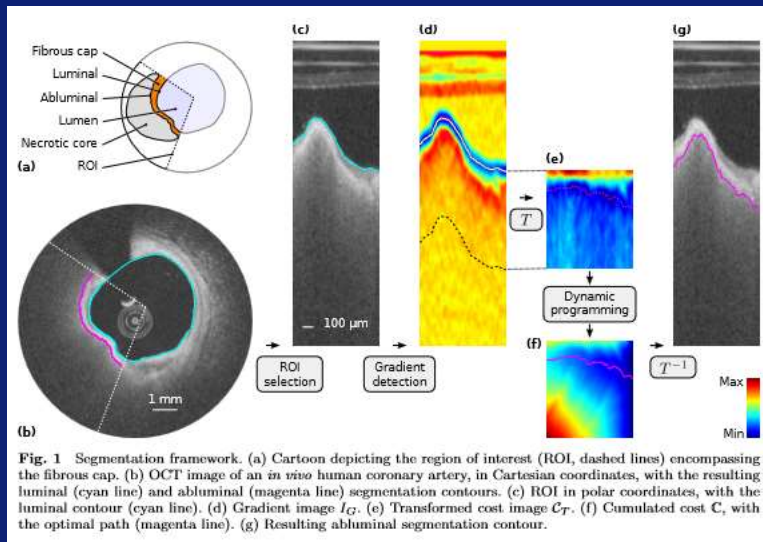 (c)
(d)
(g)
Fibrous cap
Luminal
Abluminal
Lumen
Necrotic core
ROI
(a)
(e)
T
Dynamic
programming
100 µm
ROI
selection
Gradient
detection
(f)
T⁻¹
Max
Min
1 mm
(b)
Fig. 1 Segmentation framework. (a) Cartoon depicting the region of interest (ROI, dashed lines) encompassing
the fibrous cap. (b) OCT image of an in vivo human coronary artery, in Cartesian coordinates, with the resulting
luminal (cyan line) and abluminal (magenta line) segmentation contours. (c) ROI in polar coordinates, with the
luminal contour (cyan line). (d) Gradient image I_G. (e) Transformed cost image C_T. (f) Cumulated cost C, with
the optimal path (magenta line). (g) Resulting abluminal segmentation contour.